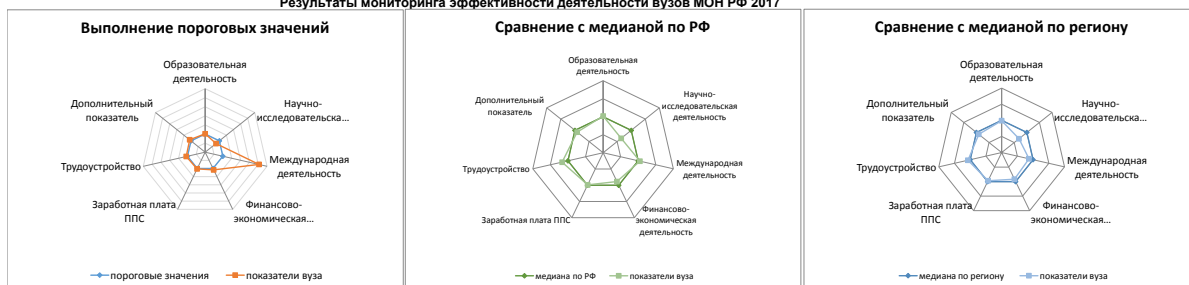 Результаты мониторинга эффективности деятельности вузов МОН РФ 2017
Выполнение пороговых значений
Образовательная
деятельность
Научно-
исследовательска…
Международная
деятельность
Финансово-
экономическая…
Заработная плата
ППС
Трудоустройство
Дополнительный
показатель
пороговые значения
показатели вуза
Сравнение с медианой по РФ
Образовательная
деятельность
Научно-
исследовательская
деятельность
Международная
деятельность
Финансово-
экономическая
деятельность
Заработная плата ППС
Трудоустройство
Дополнительный показатель
медиана по РФ
показатели вуза
Сравнение с медианой по региону
Образовательная
деятельность
Научно-
исследовательска…
Международная
деятельность
Финансово-
экономическая…
Заработная плата
ППС
Трудоустройство
Дополнительный
показатель
медиана по региону
показатели вуза